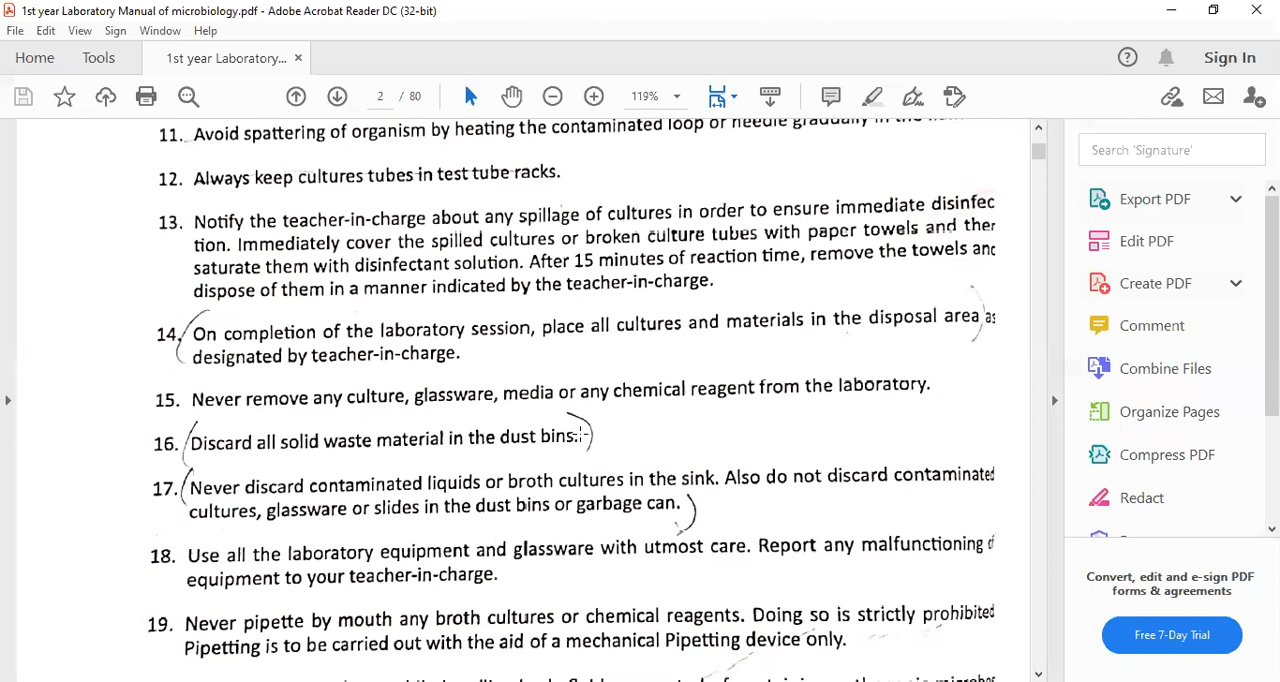 1st year Laboratory Manual of microbiology.pdf - Adobe Acrobat Reader DC (32-bit)
File Edit View Sign Window Help
Home Tools 1st year Laboratory... × Sign In
2 / 80 119%
11. Avoid spattering of organism by heating the contaminated loop or needle gradually in the
12. Always keep cultures tubes in test tube racks.
13. Notify the teacher-in-charge about any spillage of cultures in order to ensure immediate disinfec
tion. Immediately cover the spilled cultures or broken culture tubes with paper towels and ther
saturate them with disinfectant solution. After 15 minutes of reaction time, remove the towels and
dispose of them in a manner indicated by the teacher-in-charge.
14. On completion of the laboratory session, place all cultures and materials in the disposal area as
designated by teacher-in-charge.
15. Never remove any culture, glassware, media or any chemical reagent from the laboratory.
16. Discard all solid waste material in the dust bins.
17. Never discard contaminated liquids or broth cultures in the sink. Also do not discard contaminated
cultures, glassware or slides in the dust bins or garbage can.
18. Use all the laboratory equipment and glassware with utmost care. Report any malfunctioning
equipment to your teacher-in-charge.
19. Never pipette by mouth any broth cultures or chemical reagents. Doing so is strictly prohibited
Pipetting is to be carried out with the aid of a mechanical Pipetting device only.
Search 'Signature'
Export PDF
Edit PDF
Create PDF
Comment
Combine Files
Organize Pages
Compress PDF
Redact
Convert, edit and e-sign PDF
forms & agreements
Free 7-Day Trial